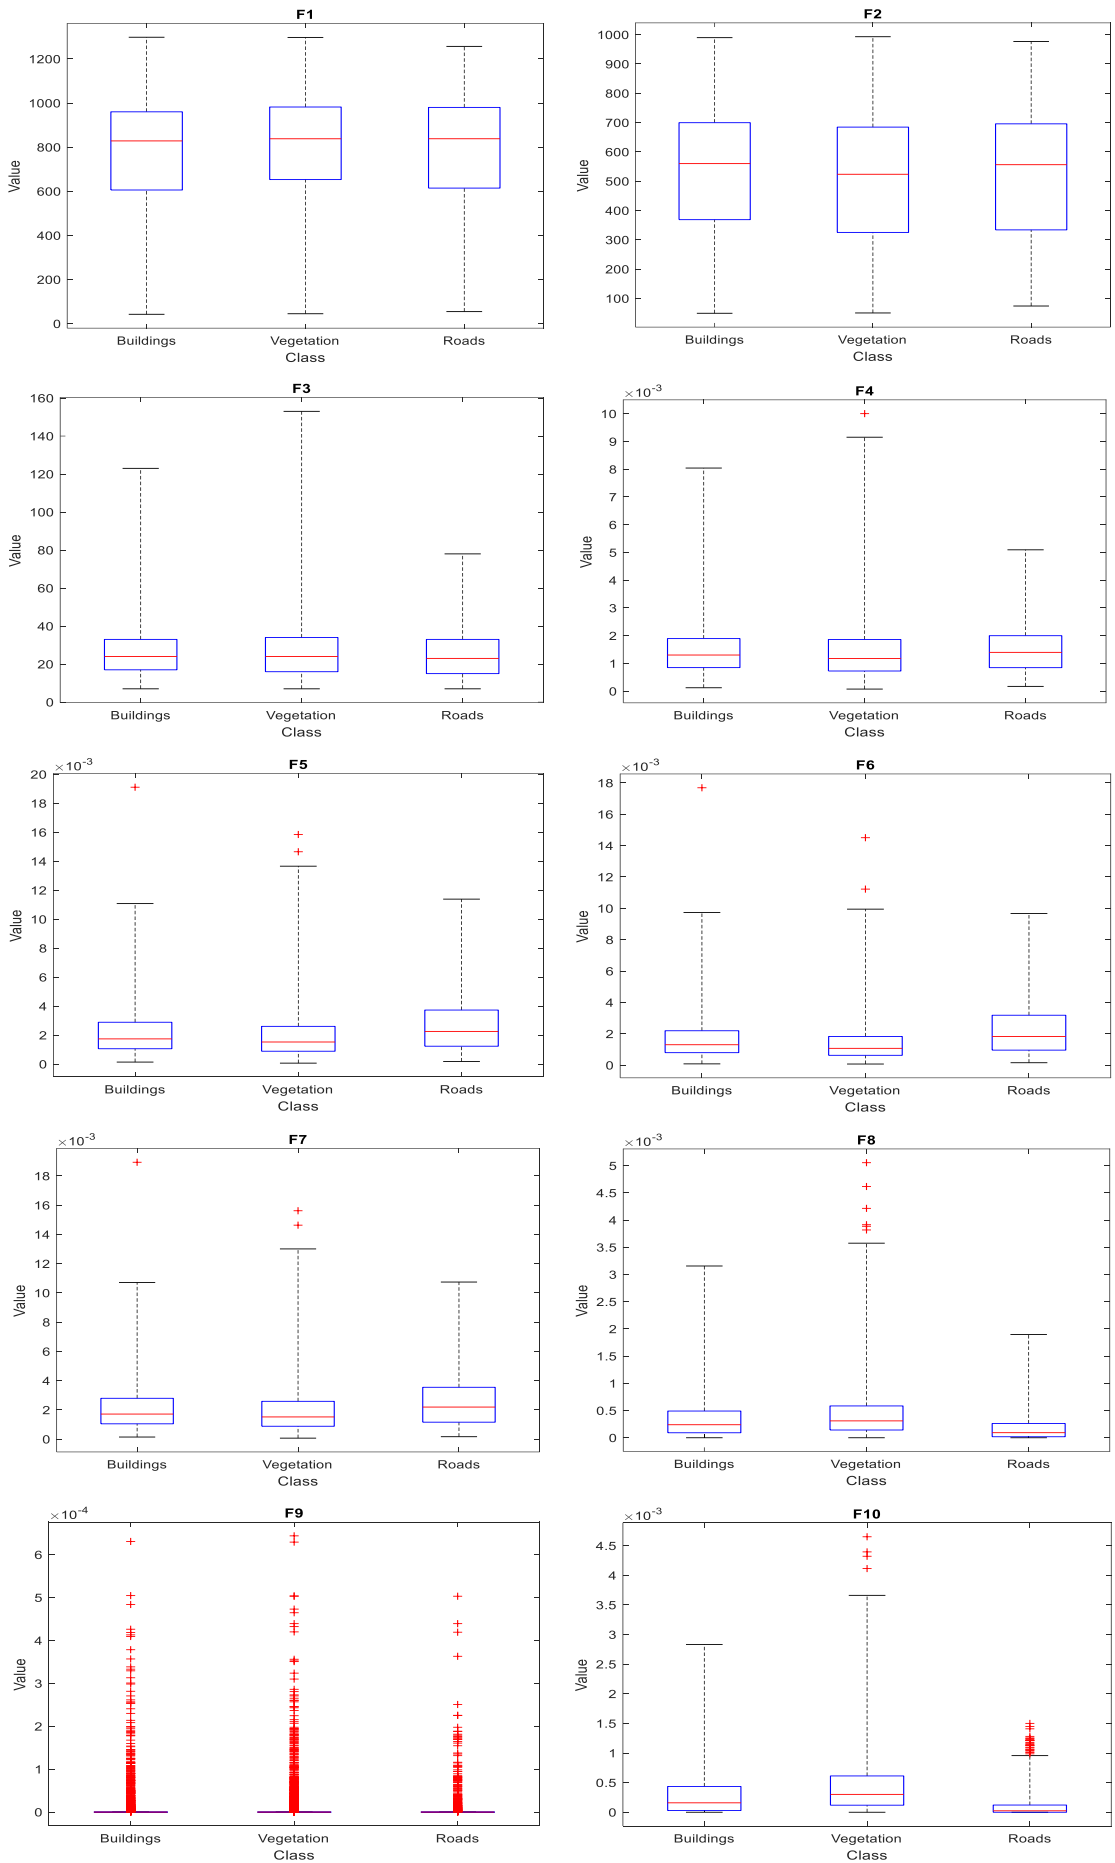 F1
1200
1000
800
600
400
200
0
Value
Buildings Vegetation Roads
Class
F2
1000
900
800
700
600
500
400
300
200
100
Value
Buildings Vegetation Roads
Class
F3
160
140
120
100
80
60
40
20
0
Value
Buildings Vegetation Roads
Class
×10-3
F4
10
9
8
7
6
5
4
3
2
1
0
Value
Buildings Vegetation Roads
Class
×10-3
F5
20
18
16
14
12
10
8
6
4
2
0
Value
Buildings Vegetation Roads
Class
×10-3
F6
18
16
14
12
10
8
6
4
2
0
Value
Buildings Vegetation Roads
Class
×10-3
F7
18
16
14
12
10
8
6
4
2
0
Value
Buildings Vegetation Roads
Class
×10-3
F8
5
4.5
4
3.5
3
2.5
2
1.5
1
0.5
0
Value
Buildings Vegetation Roads
Class
×10-4
F9
6
5
4
3
2
1
0
Value
Buildings Vegetation Roads
Class
×10-3
F10
4.5
4
3.5
3
2.5
2
1.5
1
0.5
0
Value
Buildings Vegetation Roads
Class